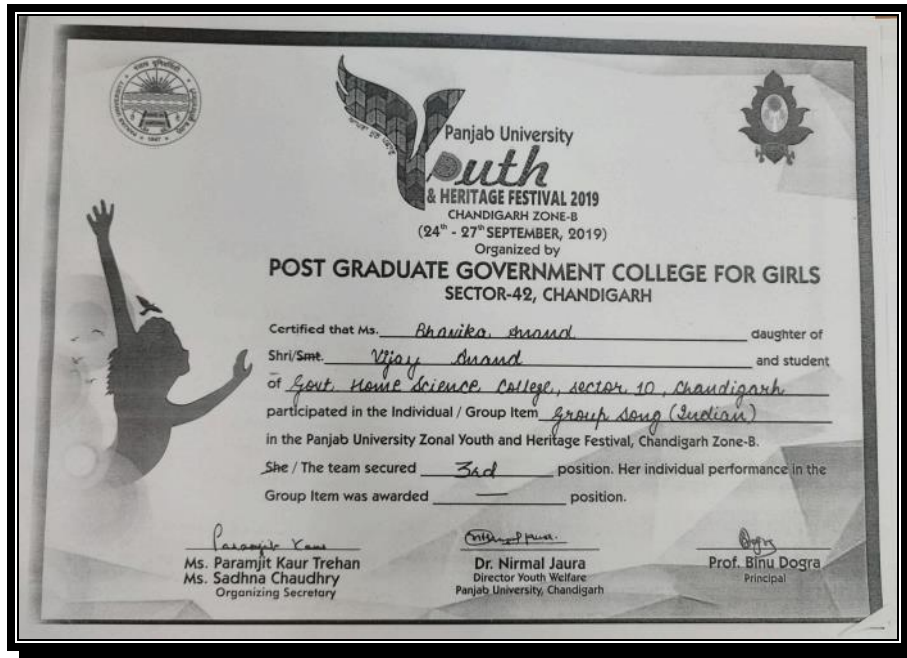 Panjab University
Youth
& HERITAGE FESTIVAL 2019
CHANDIGARH ZONE-B
(24th - 27th SEPTEMBER, 2019)
Organized by
POST GRADUATE GOVERNMENT COLLEGE FOR GIRLS
SECTOR-42, CHANDIGARH
Certified that Ms. Bhavika Anand daughter of
Shri/Smt. Vijay Anand and student
of Govt. Home Science College, sector 10, Chandigarh
participated in the Individual / Group Item Group Song (Indian)
in the Panjab University Zonal Youth and Heritage Festival, Chandigarh Zone-B.
She / The team secured 3rd position. Her individual performance in the
Group Item was awarded — position.
Paramjit Kaur
Ms. Paramjit Kaur Trehan
Ms. Sadhna Chaudhry
Organizing Secretary
Dr. Nirmal Jaura
Director Youth Welfare
Panjab University, Chandigarh
Dogra
Prof. Binu Dogra
Principal